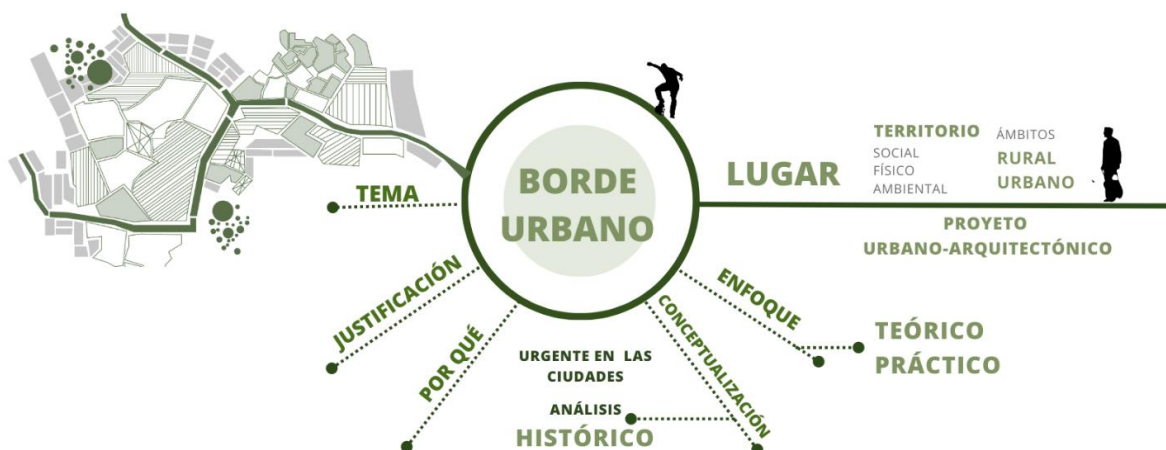 BORDE
URBANO
TEMA
JUSTIFICACIÓN
POR QUÉ
URGENTE EN LAS
CIUDADES
ANÁLISIS
HISTÓRICO
CONCEPTUALIZACIÓN
ENFOQUE
TEÓRICO
PRÁCTICO
LUGAR
TERRITORIO
SOCIAL
FÍSICO
AMBIENTAL
ÁMBITOS
RURAL
URBANO
PROYETO
URBANO-ARQUITECTÓNICO